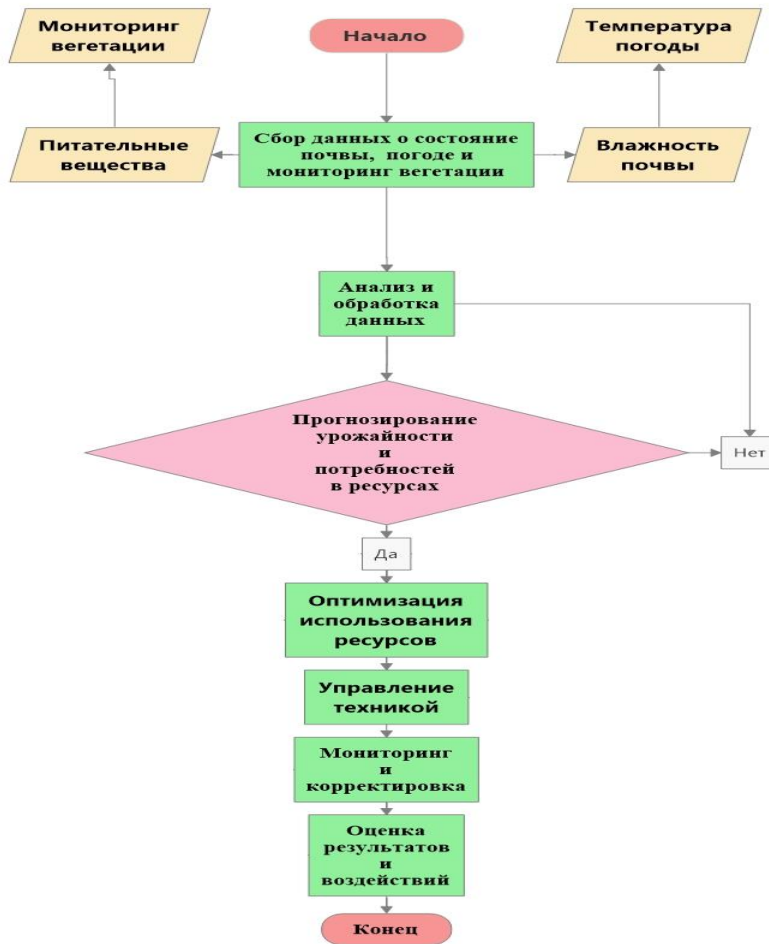 Мониторинг
вегетации
Начало
Температура
погоды
Питательные
вещества
Сбор данных о состояние
почвы, погоде и
мониторинг вегетации
Влажность
почвы
Анализ и
обработка
данных
Прогнозирование
урожайности
и
потребностей
в ресурсах
Нет
Да
Оптимизация
использования
ресурсов
Управление
техникой
Мониторинг
и
корректировка
Оценка
результатов
и
воздействий
Конец